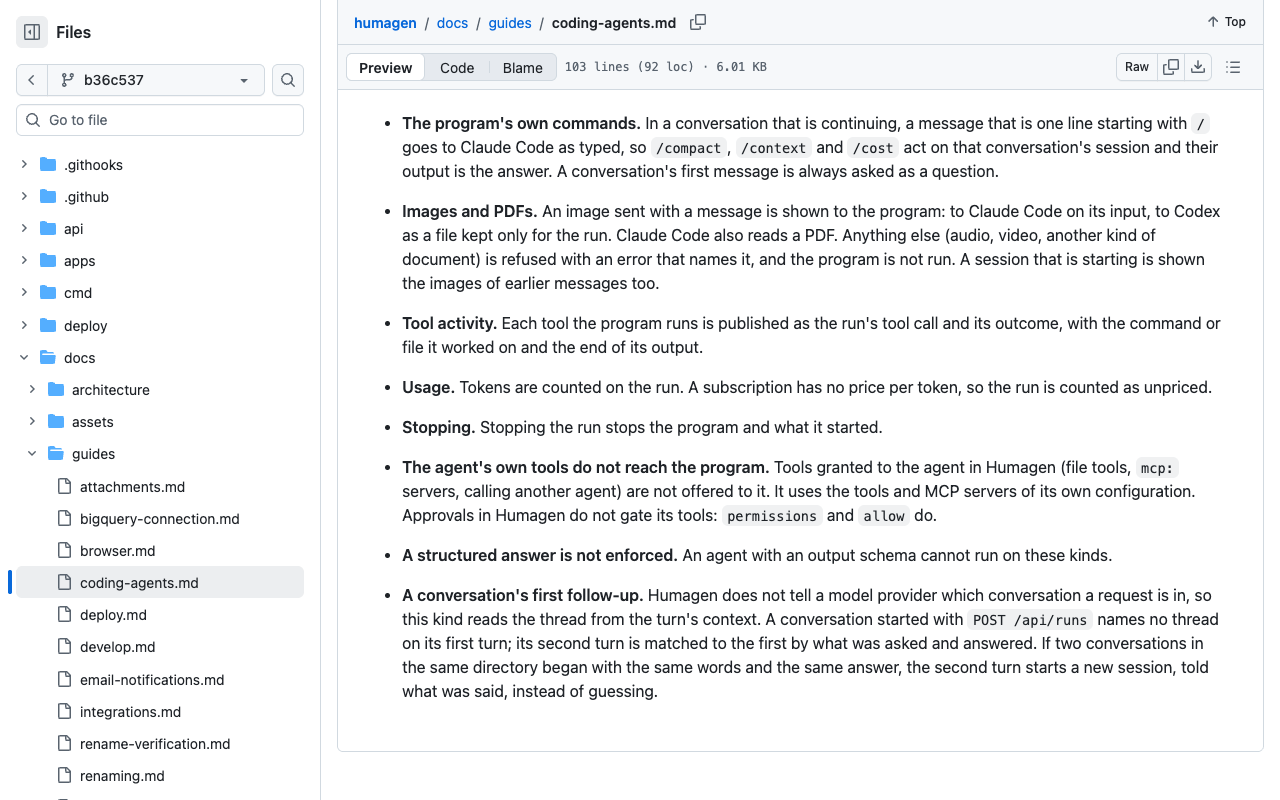 Files
b36c537
Go to file
.githooks
.github
api
apps
cmd
deploy
docs
architecture
assets
guides
attachments.md
bigquery-connection.md
browser.md
coding-agents.md
deploy.md
develop.md
email-notifications.md
integrations.md
rename-verification.md
renaming.md
humagen / docs / guides / coding-agents.md
Top
Preview Code Blame 103 lines (92 loc) · 6.01 KB
Raw
• The program's own commands. In a conversation that is continuing, a message that is one line starting with /
goes to Claude Code as typed, so /compact, /context and /cost act on that conversation's session and their
output is the answer. A conversation's first message is always asked as a question.
• Images and PDFs. An image sent with a message is shown to the program: to Claude Code on its input, to Codex
as a file kept only for the run. Claude Code also reads a PDF. Anything else (audio, video, another kind of
document) is refused with an error that names it, and the program is not run. A session that is starting is shown
the images of earlier messages too.
• Tool activity. Each tool the program runs is published as the run's tool call and its outcome, with the command or
file it worked on and the end of its output.
• Usage. Tokens are counted on the run. A subscription has no price per token, so the run is counted as unpriced.
• Stopping. Stopping the run stops the program and what it started.
• The agent's own tools do not reach the program. Tools granted to the agent in Humagen (file tools, mcp:
servers, calling another agent) are not offered to it. It uses the tools and MCP servers of its own configuration.
Approvals in Humagen do not gate its tools: permissions and allow do.
• A structured answer is not enforced. An agent with an output schema cannot run on these kinds.
• A conversation's first follow-up. Humagen does not tell a model provider which conversation a request is in, so
this kind reads the thread from the turn's context. A conversation started with POST /api/runs names no thread
on its first turn; its second turn is matched to the first by what was asked and answered. If two conversations in
the same directory began with the same words and the same answer, the second turn starts a new session, told
what was said, instead of guessing.